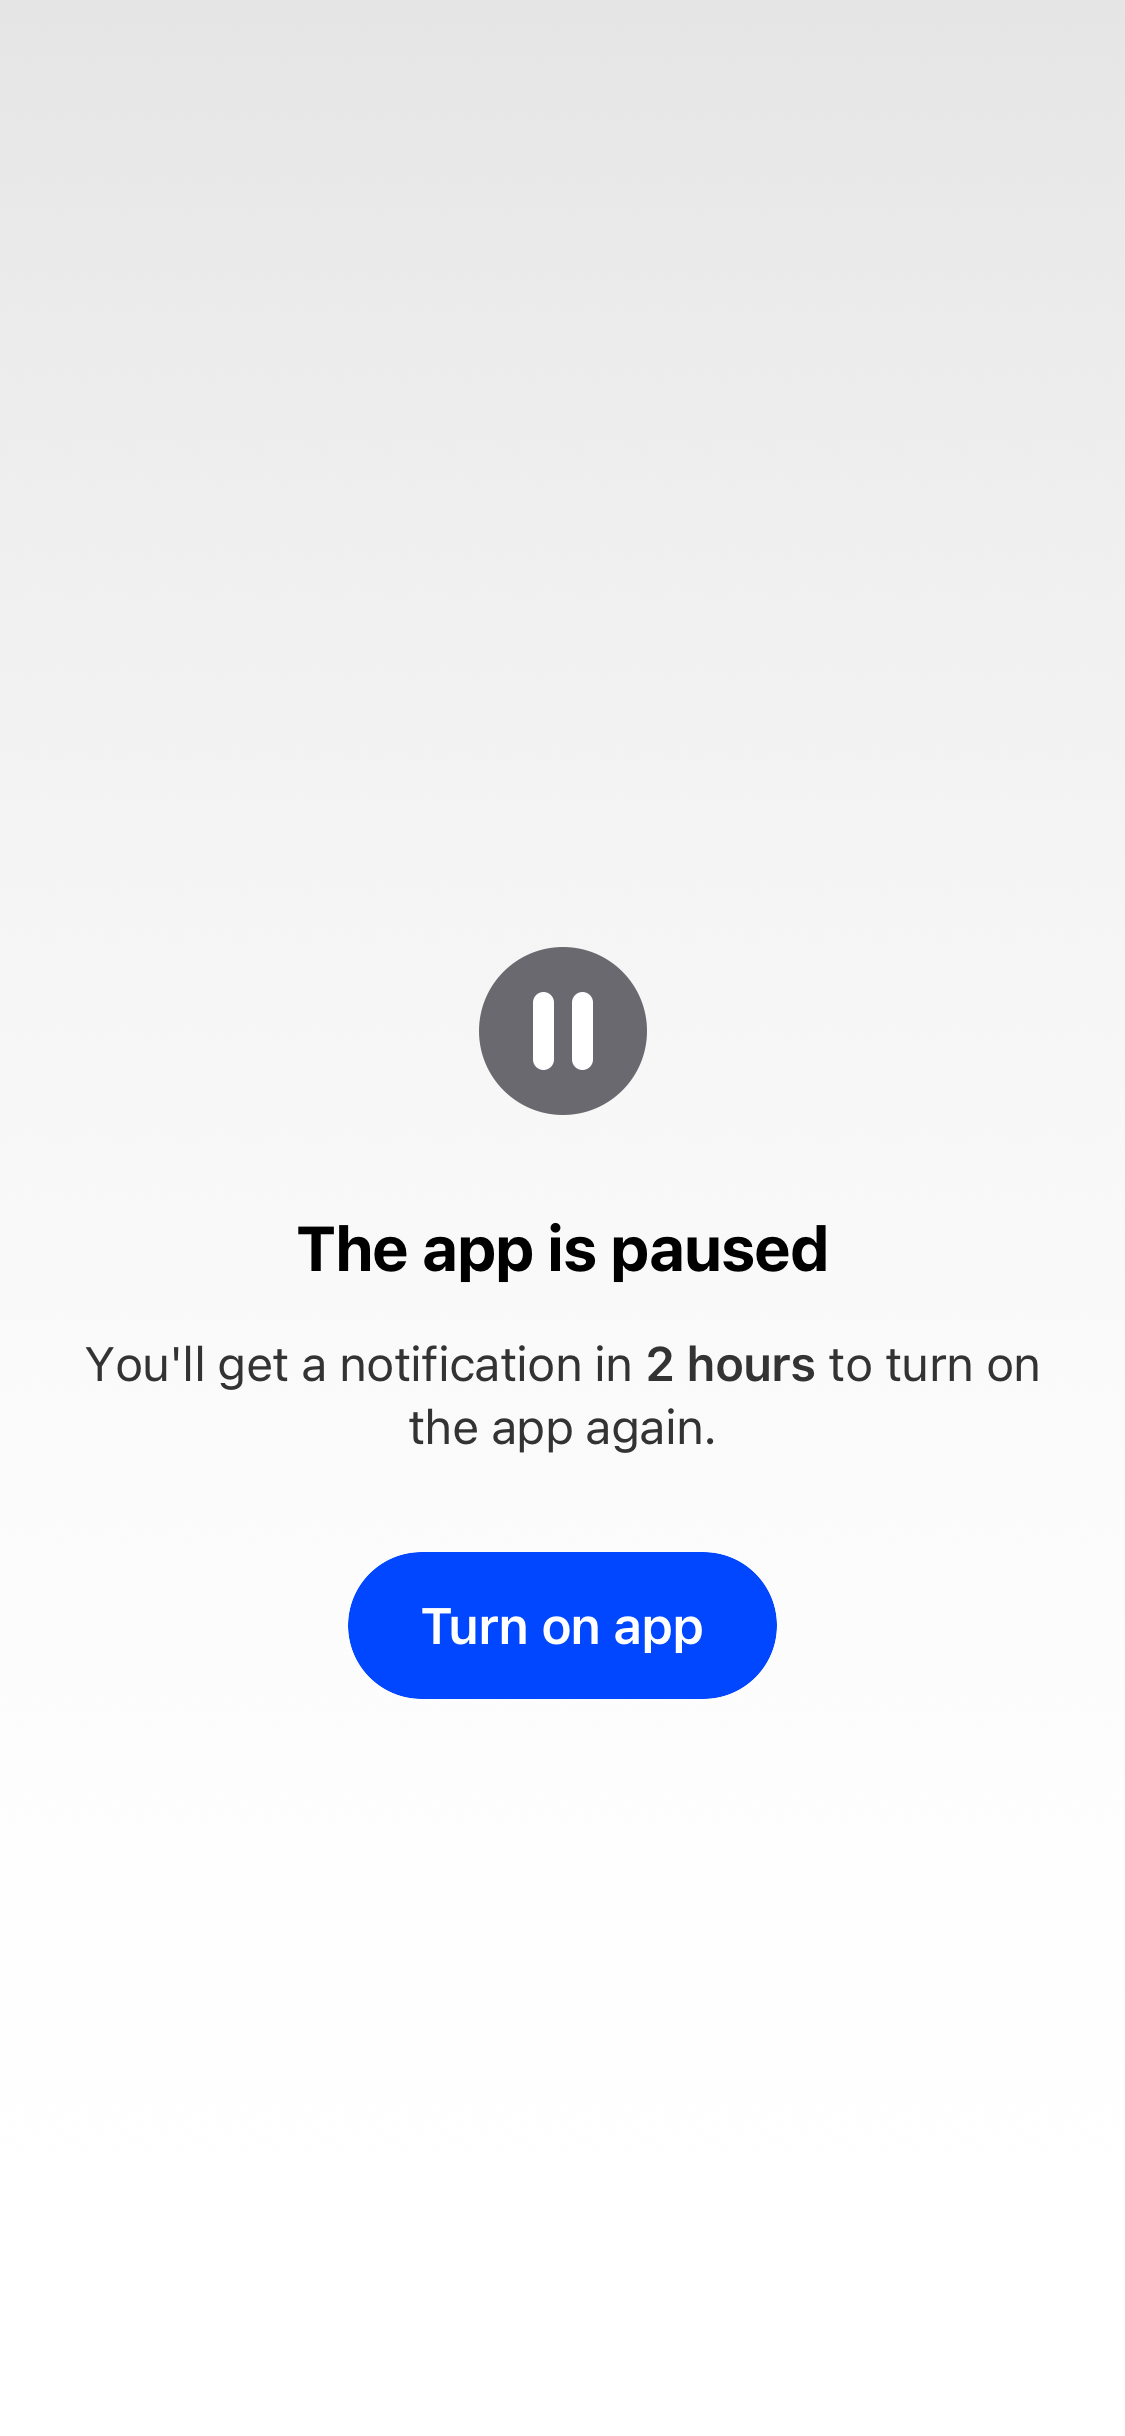 The app is paused
You'll get a notification in 2 hours to turn on
the app again.
Turn on app